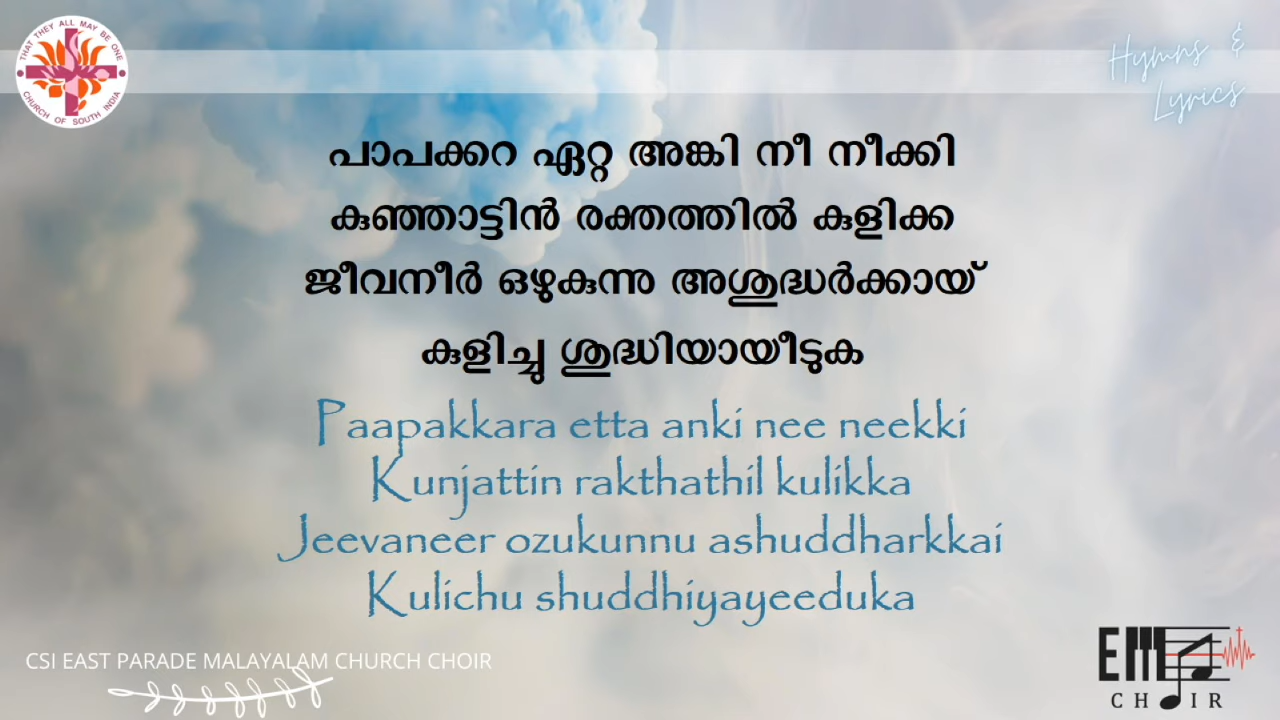 THAT THEY ALL MAY BE ONE
CHURCH OF SOUTH INDIA
Hymns &
Lyrics
പാപക്കറ ഏറ്റ അങ്കി നീ നീക്കി
കുഞ്ഞാട്ടിൻ രക്തത്തിൽ കുളിക്ക
ജീവനീർ ഒഴുകുന്നു അശുദ്ധർക്കായ്
കുളിച്ചു ശുദ്ധിയായീടുക
Paapakkara etta anki nee neekki
Kunjattin rakthathil kulikka
Jeevaneer ozukunnu ashuddharkkai
Kulichu shuddhiyayeeduka
CSI EAST PARADE MALAYALAM CHURCH CHOIR
EM
CHOIR